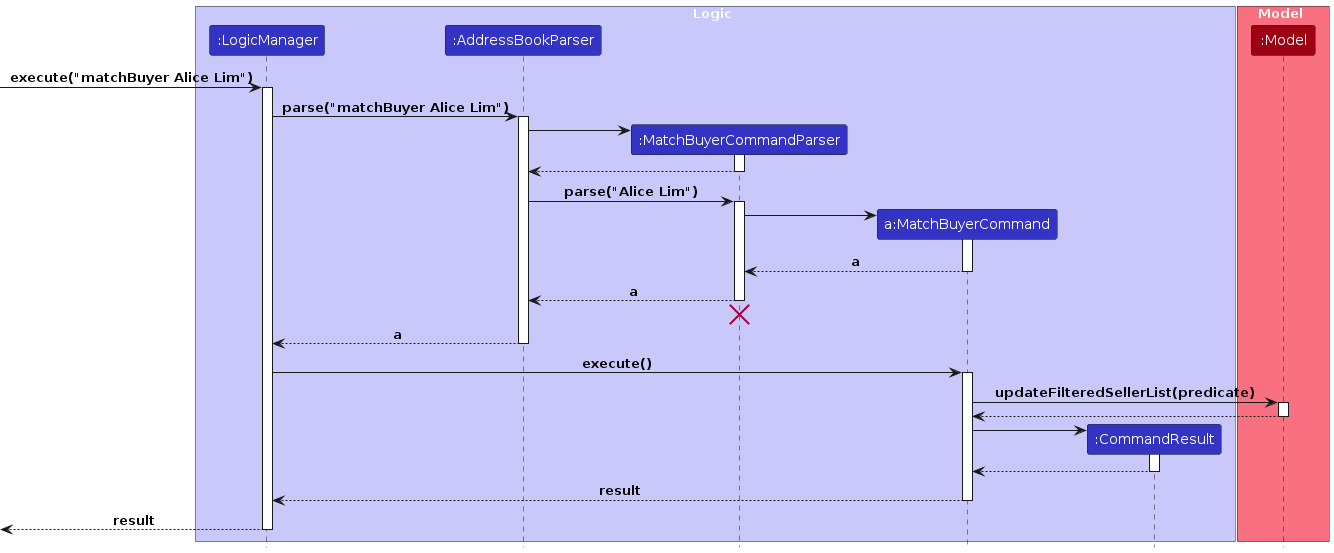 Logic
Model
:LogicManager
:AddressBookParser
:Model
execute("matchBuyer Alice Lim")
parse("matchBuyer Alice Lim")
:MatchBuyerCommandParser
parse("Alice Lim")
a:MatchBuyerCommand
a
a
a
execute()
updateFilteredSellerList(predicate)
:CommandResult
result
result